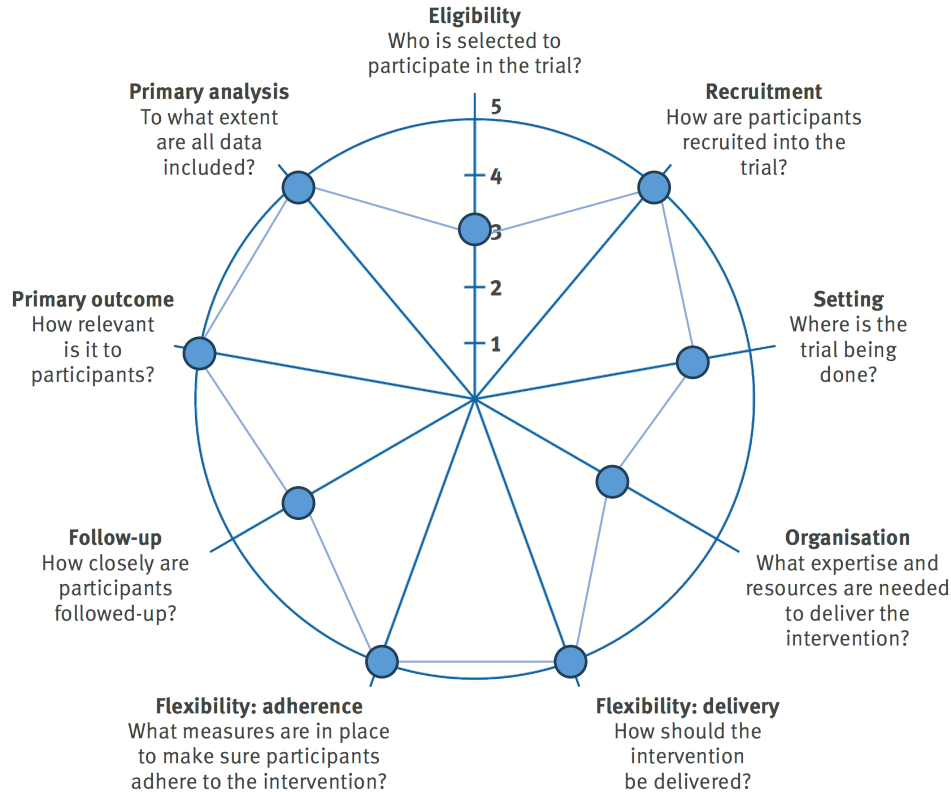 Eligibility
Who is selected to
participate in the trial?
Primary analysis
To what extent
are all data
included?
Recruitment
How are participants
recruited into the
trial?
5
4
3
2
1
Primary outcome
How relevant
is it to
participants?
Setting
Where is the
trial being
done?
Follow-up
How closely are
participants
followed-up?
Organisation
What expertise and
resources are needed
to deliver the
intervention?
Flexibility: adherence
What measures are in place
to make sure participants
adhere to the intervention?
Flexibility: delivery
How should the
intervention
be delivered?